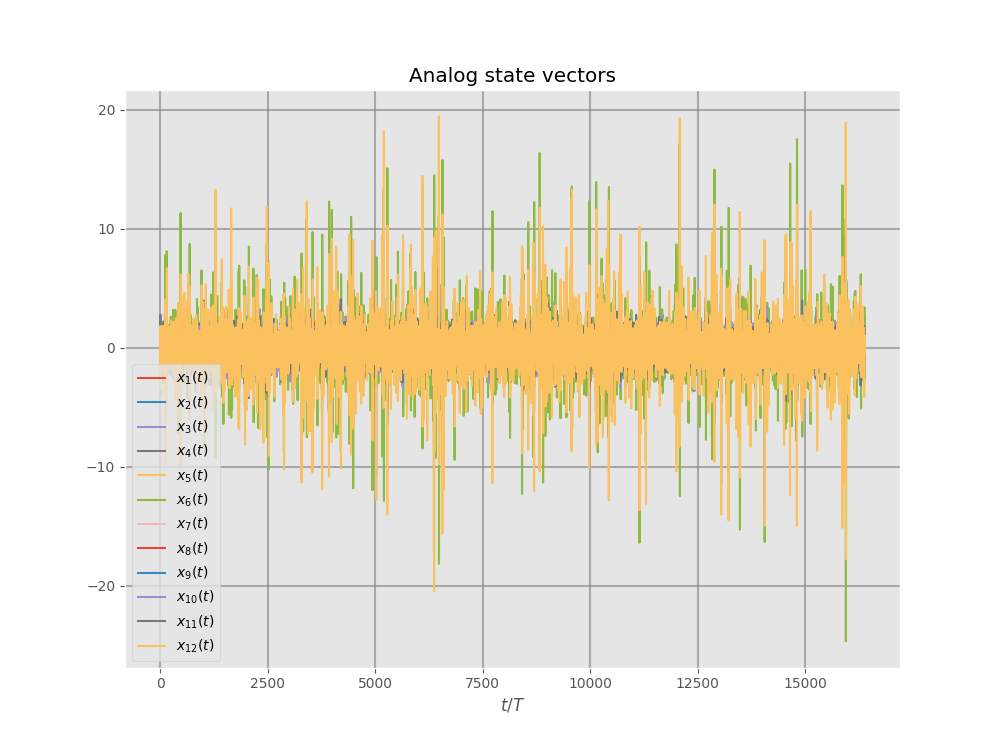 Analog state vectors
20
10
0
−10
−20
x₁(t)
x₂(t)
x₃(t)
x₄(t)
x₅(t)
x₆(t)
x₇(t)
x₈(t)
x₉(t)
x₁₀(t)
x₁₁(t)
x₁₂(t)
0 2500 5000 7500 10000 12500 15000
t/T